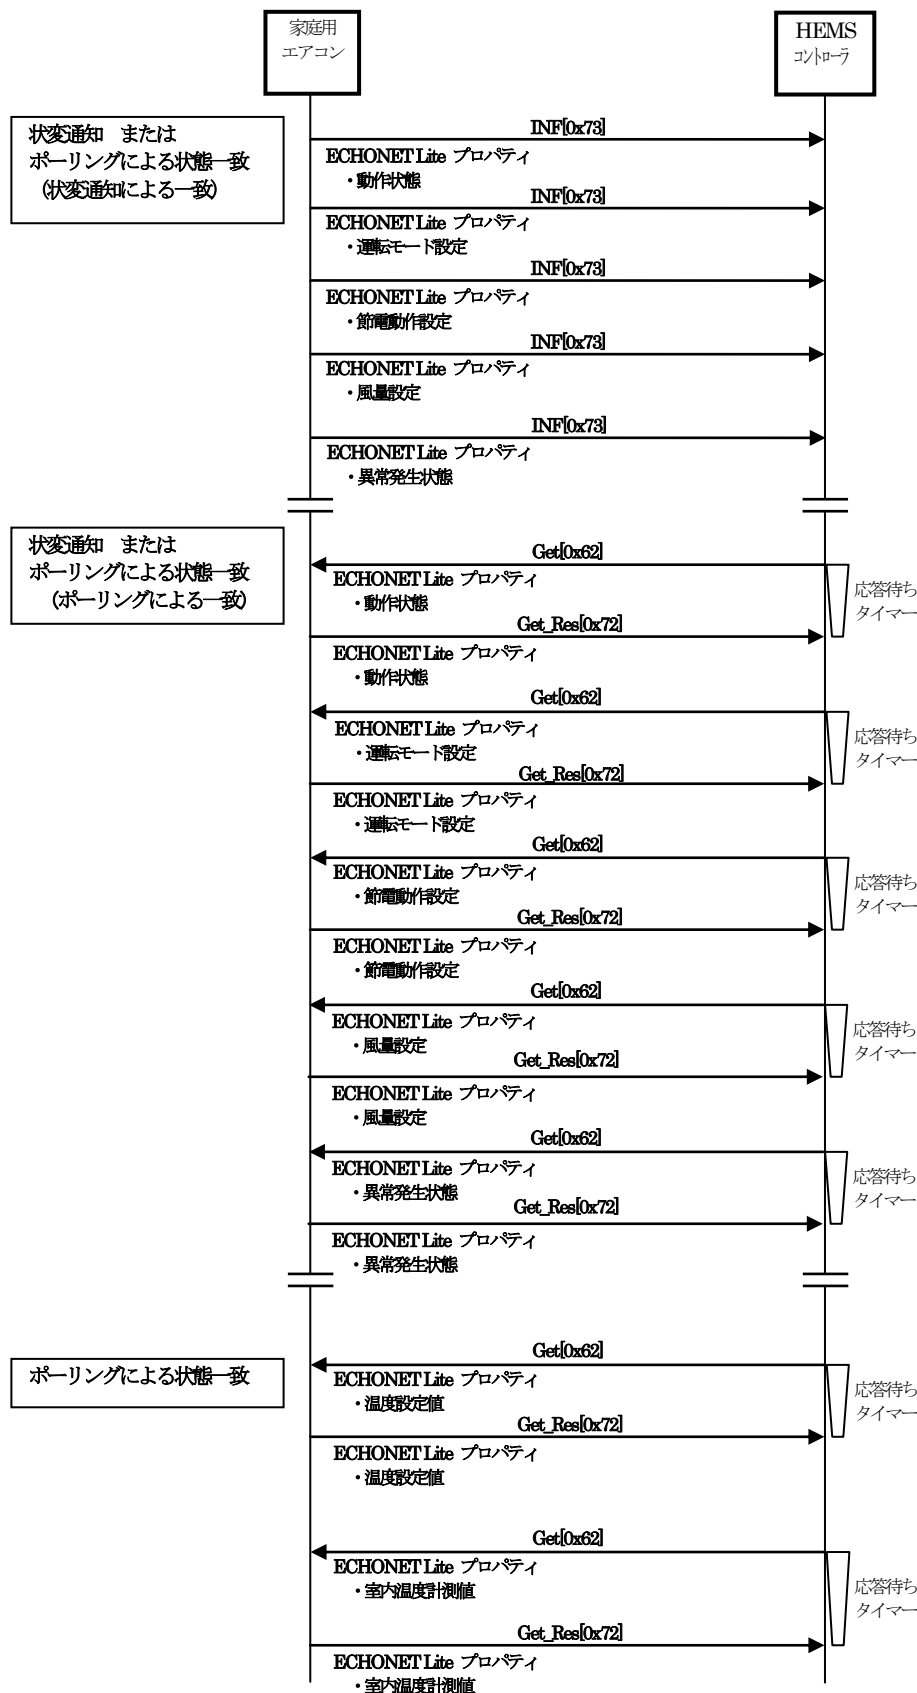 家庭用
エアコン
HEMS
コントローラ
状変通知　または
ポーリングによる状態一致
(状変通知による一致)
INF[0x73]
ECHONET Lite プロパティ
・動作状態
INF[0x73]
ECHONET Lite プロパティ
・運転モード設定
INF[0x73]
ECHONET Lite プロパティ
・節電動作設定
INF[0x73]
ECHONET Lite プロパティ
・風量設定
INF[0x73]
ECHONET Lite プロパティ
・異常発生状態
状変通知　または
ポーリングによる状態一致
(ポーリングによる一致)
Get[0x62]
ECHONET Lite プロパティ
・動作状態
応答待ち
タイマー
Get_Res[0x72]
ECHONET Lite プロパティ
・動作状態
Get[0x62]
ECHONET Lite プロパティ
・運転モード設定
応答待ち
タイマー
Get_Res[0x72]
ECHONET Lite プロパティ
・運転モード設定
Get[0x62]
ECHONET Lite プロパティ
・節電動作設定
応答待ち
タイマー
Get_Res[0x72]
ECHONET Lite プロパティ
・節電動作設定
Get[0x62]
ECHONET Lite プロパティ
・風量設定
応答待ち
タイマー
Get_Res[0x72]
ECHONET Lite プロパティ
・風量設定
Get[0x62]
ECHONET Lite プロパティ
・異常発生状態
応答待ち
タイマー
Get_Res[0x72]
ECHONET Lite プロパティ
・異常発生状態
ポーリングによる状態一致
Get[0x62]
ECHONET Lite プロパティ
・温度設定値
応答待ち
タイマー
Get_Res[0x72]
ECHONET Lite プロパティ
・温度設定値
Get[0x62]
ECHONET Lite プロパティ
・室内温度計測値
応答待ち
タイマー
Get_Res[0x72]
ECHONET Lite プロパティ
・室内温度計測値